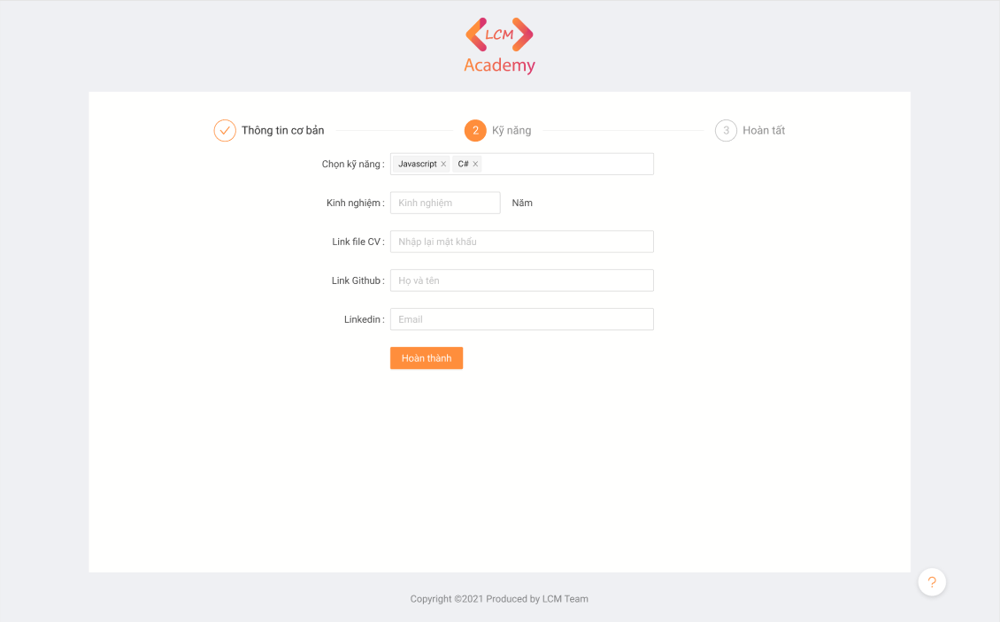 LCM
Academy
Thông tin cơ bản
2 Kỹ năng
3 Hoàn tất
Chọn kỹ năng : Javascript C#
Kinh nghiệm : Kinh nghiệm Năm
Link file CV : Nhập lại mật khẩu
Link Github : Họ và tên
Linkedin : Email
Hoàn thành
?
Copyright ©2021 Produced by LCM Team